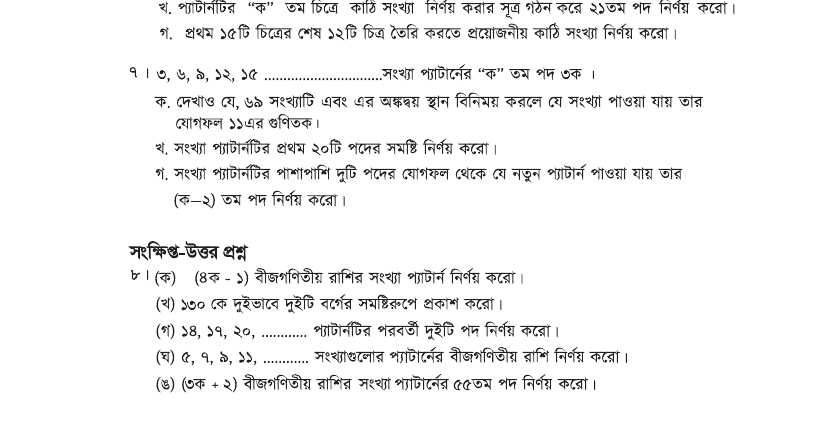 খ. প্যাটার্নটির “ক” তম চিত্রে কাঠি সংখ্যা নির্ণয় করার সূত্র গঠন করে ২১তম পদ নির্ণয় করো।
গ. প্রথম ১৫টি চিত্রের শেষ ১২টি চিত্র তৈরি করতে প্রয়োজনীয় কাঠি সংখ্যা নির্ণয় করো।
৭। ৩, ৬, ৯, ১২, ১৫ ...............................সংখ্যা প্যাটার্নের “ক” তম পদ ৩ক ।
ক. দেখাও যে, ৬৯ সংখ্যাটি এবং এর অঙ্কদ্বয় স্থান বিনিময় করলে যে সংখ্যা পাওয়া যায় তার
যোগফল ১১এর গুণিতক।
খ. সংখ্যা প্যাটার্নটির প্রথম ২০টি পদের সমষ্টি নির্ণয় করো।
গ. সংখ্যা প্যাটার্নটির পাশাপাশি দুটি পদের যোগফল থেকে যে নতুন প্যাটার্ন পাওয়া যায় তার
(ক–২) তম পদ নির্ণয় করো।
সংক্ষিপ্ত-উত্তর প্রশ্ন
৮। (ক) (৪ক - ১) বীজগণিতীয় রাশির সংখ্যা প্যাটার্ন নির্ণয় করো।
(খ) ১৩০ কে দুইভাবে দুইটি বর্গের সমষ্টিরুপে প্রকাশ করো।
(গ) ১৪, ১৭, ২০, ............ প্যাটার্নটির পরবর্তী দুইটি পদ নির্ণয় করো।
(ঘ) ৫, ৭, ৯, ১১, ............ সংখ্যাগুলোর প্যাটার্নের বীজগণিতীয় রাশি নির্ণয় করো।
(ঙ) (৩ক + ২) বীজগণিতীয় রাশির সংখ্যা প্যাটার্নের ৫৫তম পদ নির্ণয় করো।